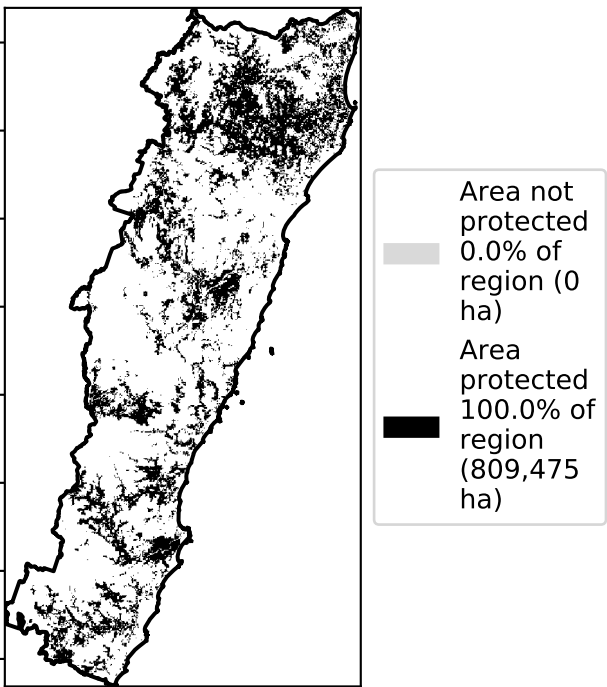 Area not
protected
0.0% of
region (0
ha)
Area
protected
100.0% of
region
(809,475
ha)